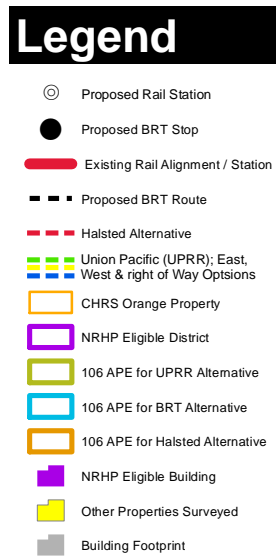 Legend
Proposed Rail Station
Proposed BRT Stop
Existing Rail Alignment / Station
Proposed BRT Route
Halsted Alternative
Union Pacific (UPRR); East,
West & right of Way Optsions
CHRS Orange Property
NRHP Eligible District
106 APE for UPRR Alternative
106 APE for BRT Alternative
106 APE for Halsted Alternative
NRHP Eligible Building
Other Properties Surveyed
Building Footprint